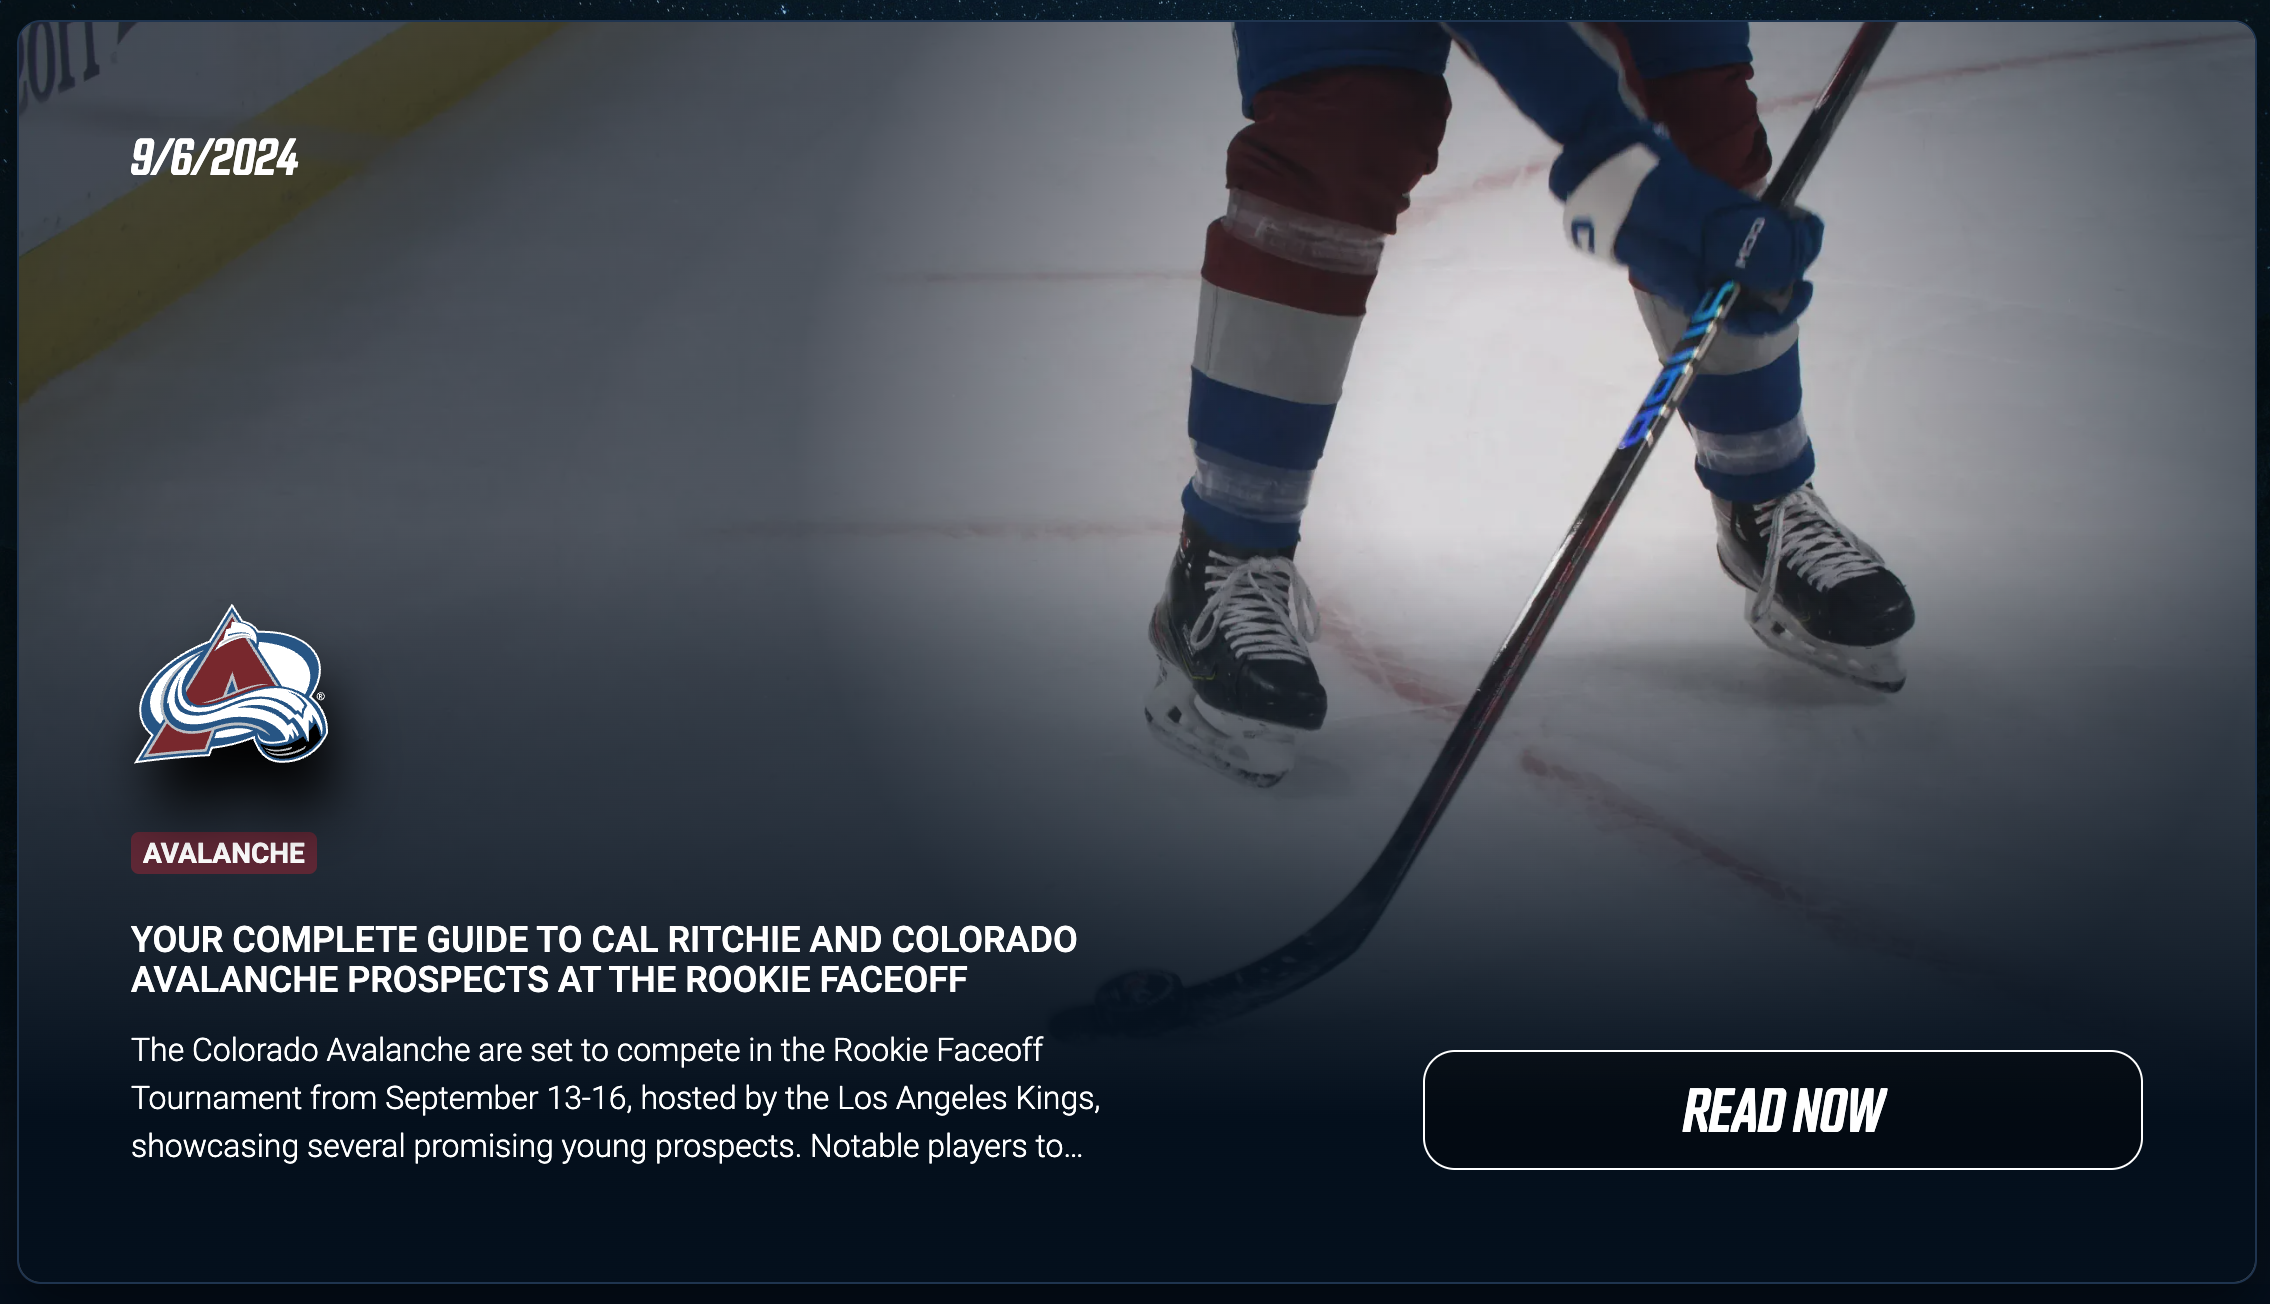 9/6/2024
CCM
AVALANCHE
YOUR COMPLETE GUIDE TO CAL RITCHIE AND COLORADO
AVALANCHE PROSPECTS AT THE ROOKIE FACEOFF
The Colorado Avalanche are set to compete in the Rookie Faceoff
Tournament from September 13-16, hosted by the Los Angeles Kings,
showcasing several promising young prospects. Notable players to...
READ NOW